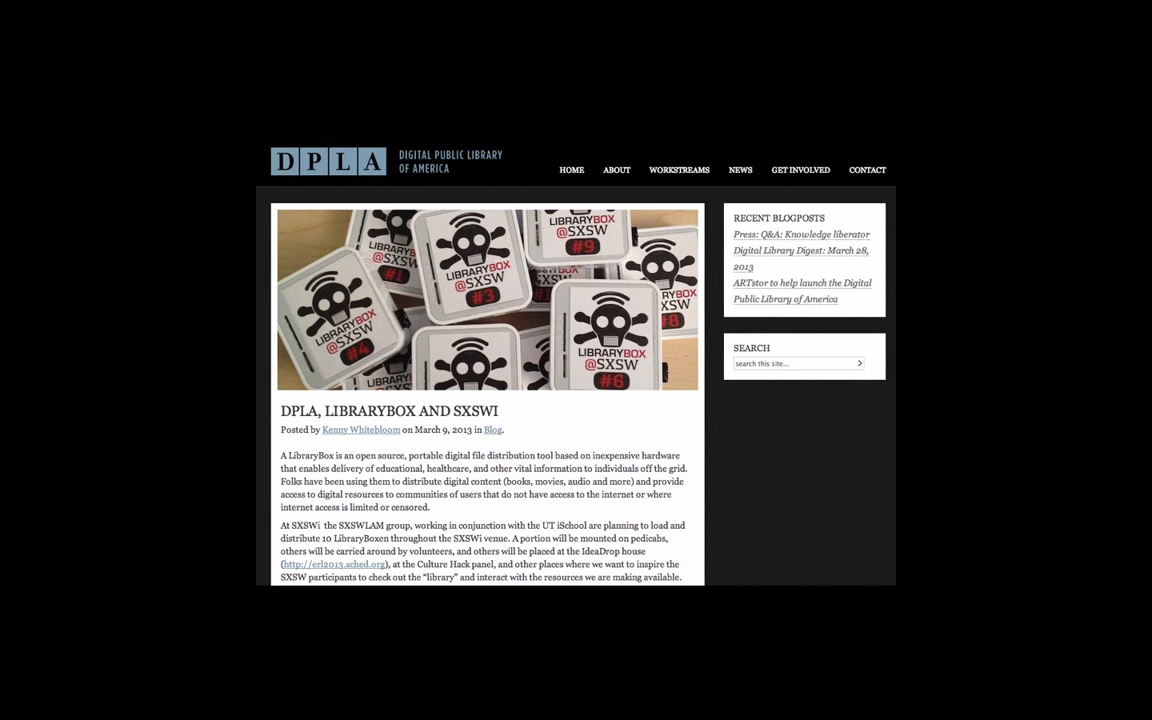 DPLA
DIGITAL PUBLIC LIBRARY
OF AMERICA
HOME ABOUT WORKSTREAMS NEWS GET INVOLVED CONTACT
LIBRARYBOX
@SXSW
#1
LIBRARYBOX
@SXSW
#3
LIBRARYBOX
@SXSW
#9
@SXSW
#8
LIBRARYBOX
@SXSW
#4
LIBRARYBOX
@SXSW
#6
LIBRARYBOX
DPLA, LIBRARYBOX AND SXSWI
Posted by Kenny Whitebloom on March 9, 2013 in Blog.
A LibraryBox is an open source, portable digital file distribution tool based on inexpensive hardware
that enables delivery of educational, healthcare, and other vital information to individuals off the grid.
Folks have been using them to distribute digital content (books, movies, audio and more) and provide
access to digital resources to communities of users that do not have access to the internet or where
internet access is limited or censored.
At SXSWi the SXSWLAM group, working in conjunction with the UT iSchool are planning to load and
distribute 10 LibraryBoxen throughout the SXSWi venue. A portion will be mounted on pedicabs,
others will be carried around by volunteers, and others will be placed at the IdeaDrop house
(http://erl2013.sched.org), at the Culture Hack panel, and other places where we want to inspire the
SXSW participants to check out the "library" and interact with the resources we are making available.
RECENT BLOGPOSTS
Press: Q&A: Knowledge liberator
Digital Library Digest: March 28,
2013
ARTstor to help launch the Digital
Public Library of America
SEARCH
search this site...